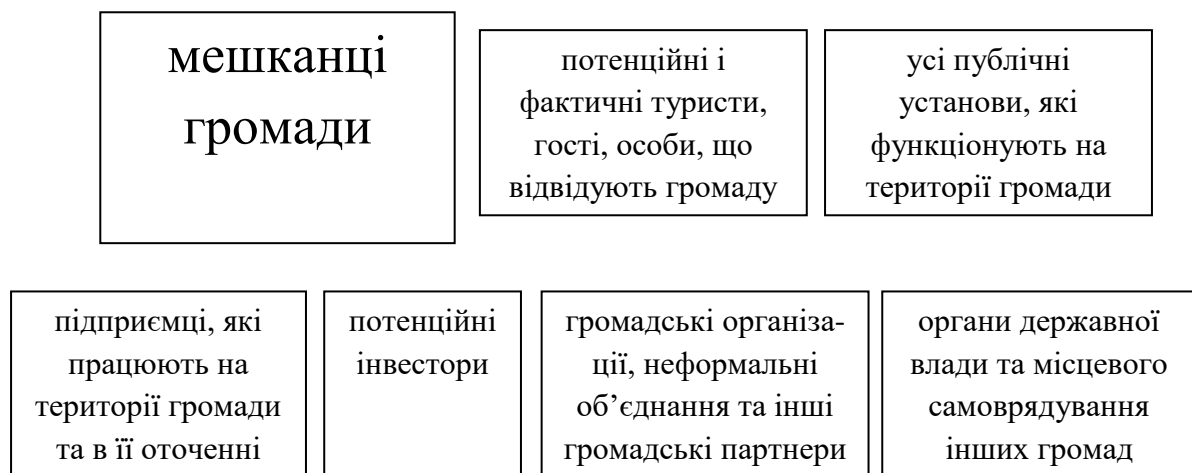 мешканці
громади
потенційні і
фактичні туристи,
гості, особи, що
відвідують громаду
усі публічні
установи, які
функціонують на
території громади
підприємці, які
працюють на
території громади
та в її оточенні
потенційні
інвестори
громадські організа-
ції, неформальні
об’єднання та інші
громадські партнери
органи державної
влади та місцевого
самоврядування
інших громад